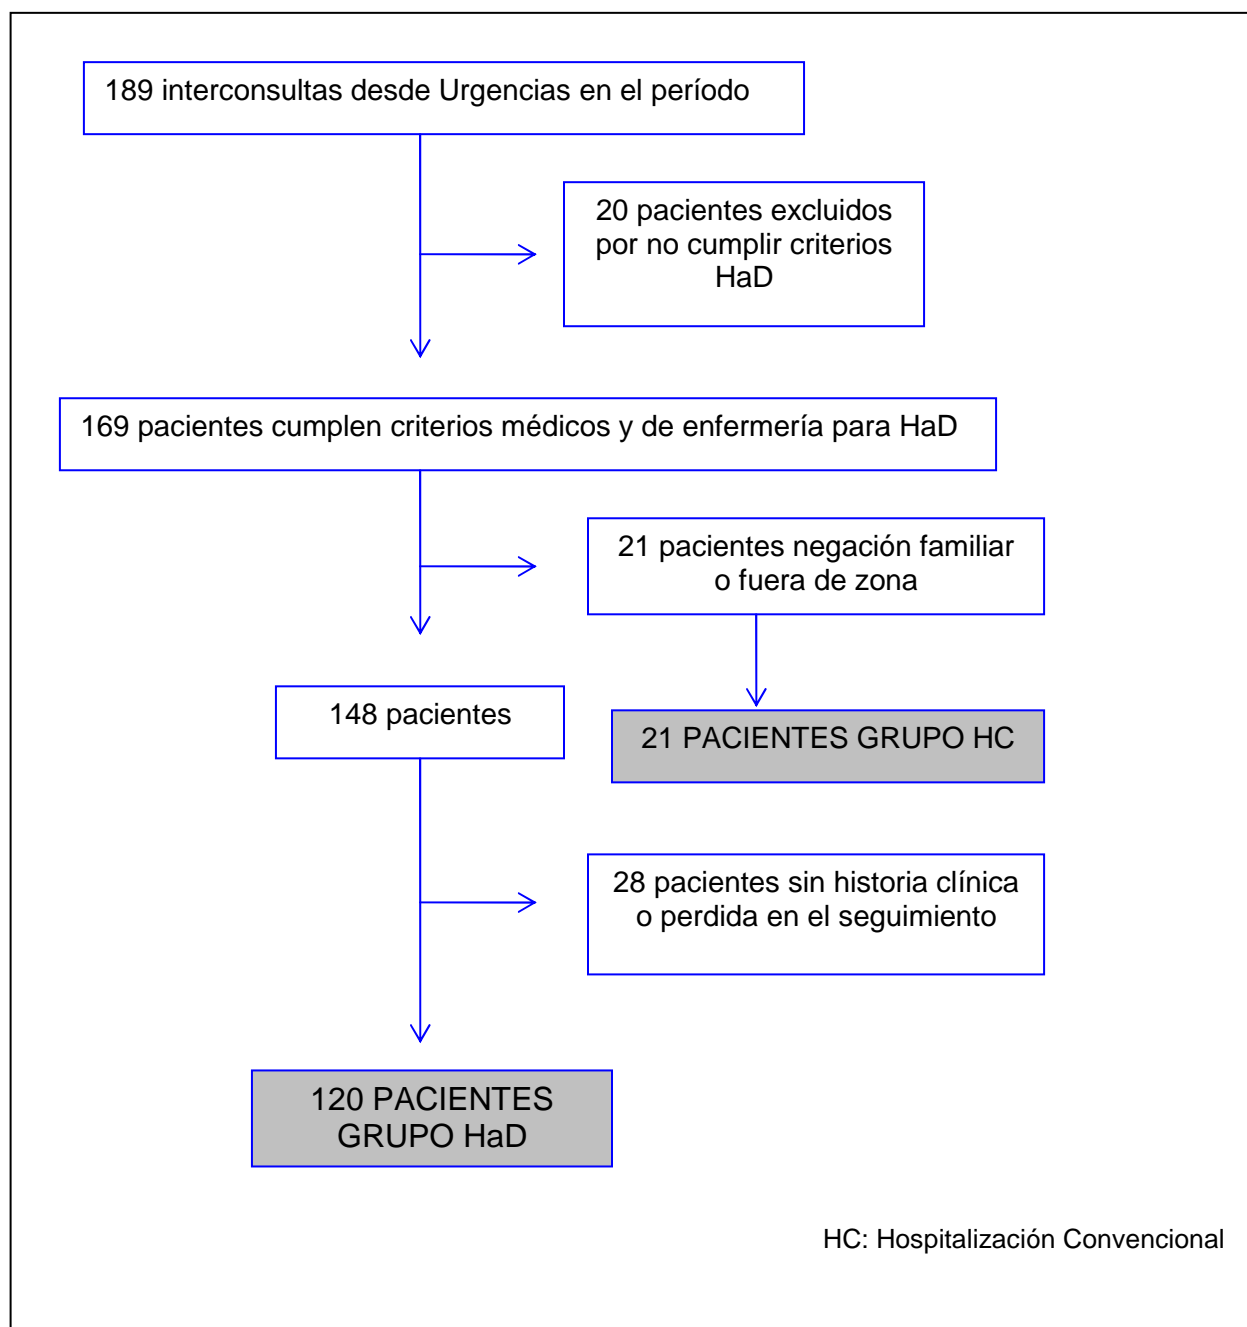 189 interconsultas desde Urgencias en el período
20 pacientes excluidos
por no cumplir criterios
HaD
169 pacientes cumplen criterios médicos y de enfermería para HaD
21 pacientes negación familiar
o fuera de zona
148 pacientes
21 PACIENTES GRUPO HC
28 pacientes sin historia clínica
o perdida en el seguimiento
120 PACIENTES
GRUPO HaD
HC: Hospitalización Convencional